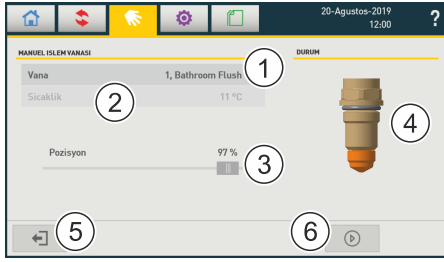 20-Agustos-2019
12:00
?
MANUEL ISLEM VANASI
DURUM
Vana 1, Bathroom Flush
1
Sicaklik 11 °C
2
4
Pozisyon 97 %
3
5
6